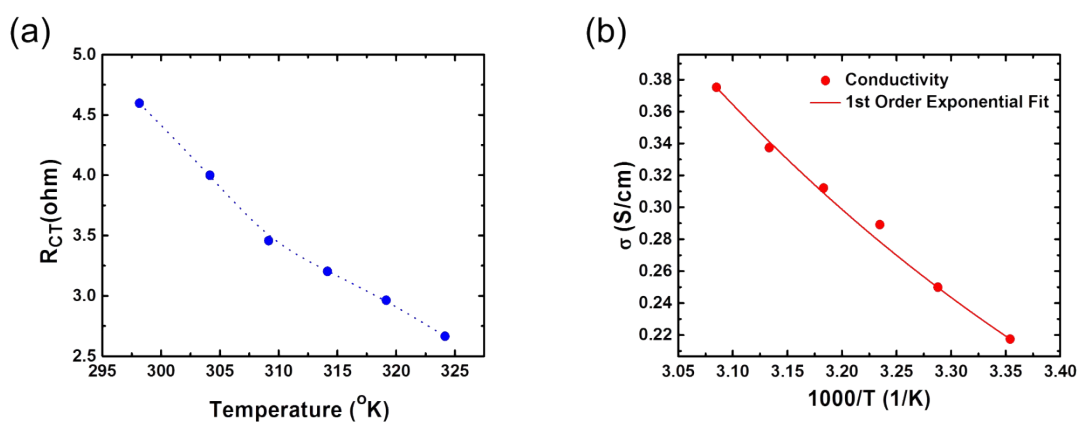 (a)
5.0
4.5
4.0
3.5
3.0
2.5
R_CT(ohm)
295 300 305 310 315 320 325
Temperature (°K)
(b)
Conductivity
1st Order Exponential Fit
0.38
0.36
0.34
0.32
0.30
0.28
0.26
0.24
0.22
σ (S/cm)
3.05 3.10 3.15 3.20 3.25 3.30 3.35 3.40
1000/T (1/K)